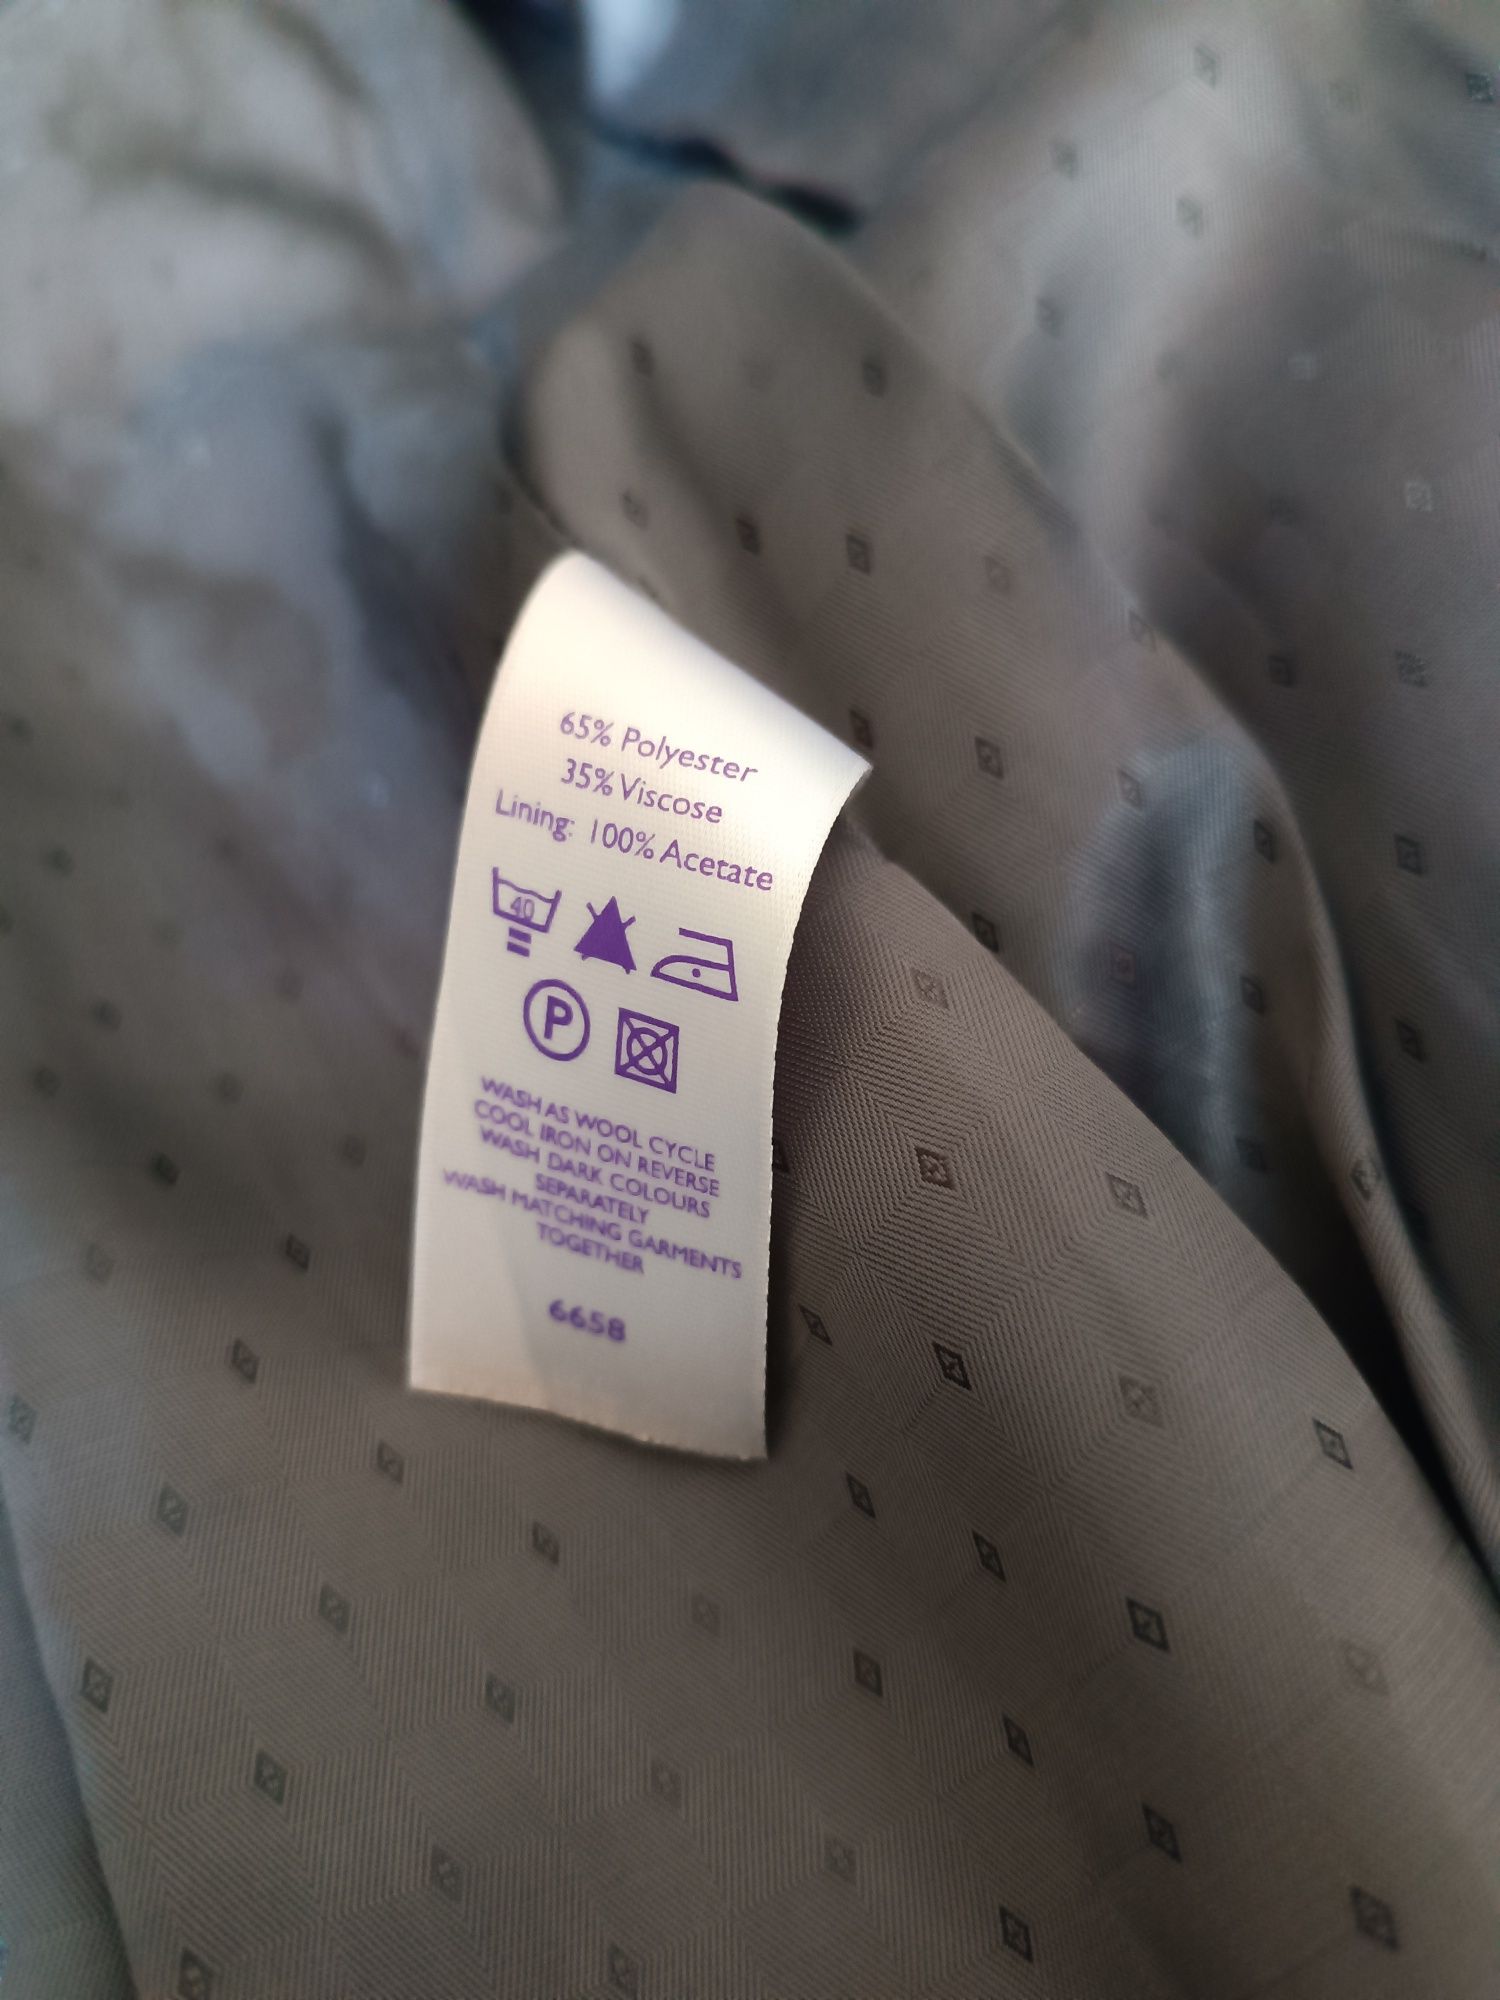 65% Polyester
35% Viscose
Lining: 100% Acetate
40
P
WASH AS WOOL CYCLE
COOL IRON ON REVERSE
WASH DARK COLOURS
SEPARATELY
WASH MATCHING GARMENTS
TOGETHER
6658